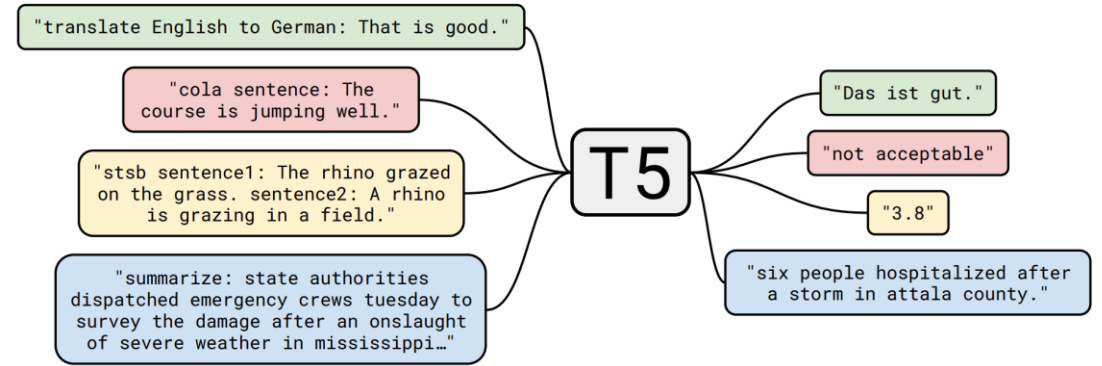 "translate English to German: That is good."
"cola sentence: The
course is jumping well."
"stsb sentence1: The rhino grazed
on the grass. sentence2: A rhino
is grazing in a field."
"summarize: state authorities
dispatched emergency crews tuesday to
survey the damage after an onslaught
of severe weather in mississippi…"
T5
"Das ist gut."
"not acceptable"
"3.8"
"six people hospitalized after
a storm in attala county."